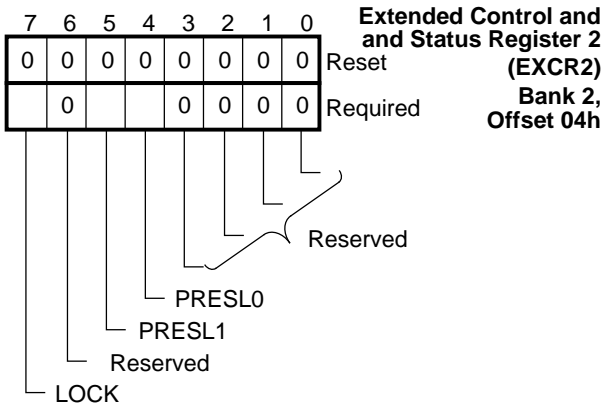 Extended Control and
and Status Register 2
(EXCR2)
Bank 2,
Offset 04h
7 6 5 4 3 2 1 0
0 0 0 0 0 0 0 0 Reset
0 0 0 0 0 Required
Reserved
PRESL0
PRESL1
Reserved
LOCK